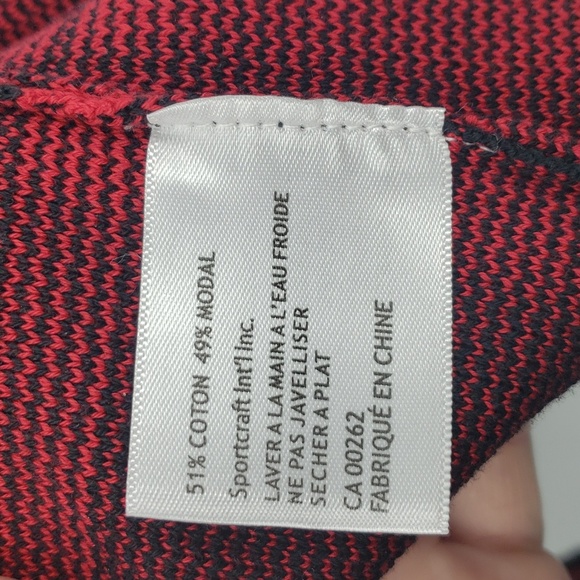 51% COTON 49% MODAL
Sportcraft Int'l Inc.
LAVER A LA MAIN A L'EAU FROIDE
NE PAS JAVELLISER
SECHER A PLAT
CA 00262
FABRIQUÉ EN CHINE